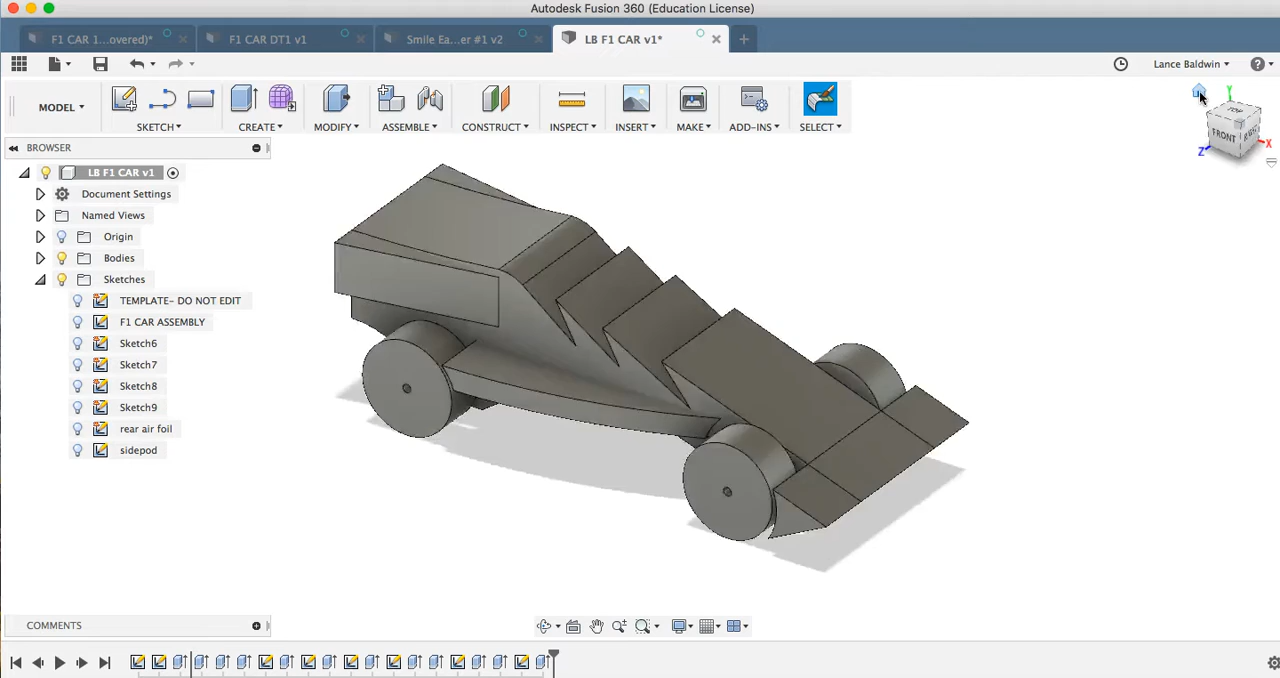 Autodesk Fusion 360 (Education License)
F1 CAR 1...overed)*
F1 CAR DT1 v1
Smile Ea...er #1 v2
LB F1 CAR v1*
Lance Baldwin
MODEL
SKETCH
CREATE
MODIFY
ASSEMBLE
CONSTRUCT
INSPECT
INSERT
MAKE
ADD-INS
SELECT
Y
TOP
FRONT
RIGHT
X
Z
BROWSER
LB F1 CAR v1
Document Settings
Named Views
Origin
Bodies
Sketches
TEMPLATE- DO NOT EDIT
F1 CAR ASSEMBLY
Sketch6
Sketch7
Sketch8
Sketch9
rear air foil
sidepod
COMMENTS